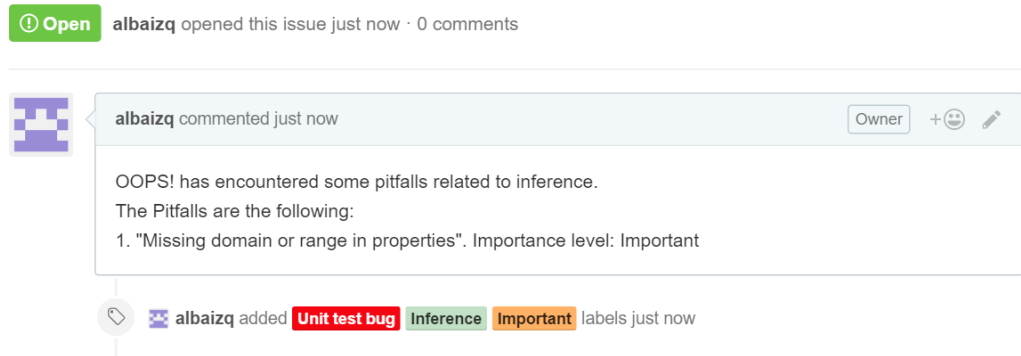 Open albaizq opened this issue just now · 0 comments
albaizq commented just now Owner
OOPS! has encountered some pitfalls related to inference.
The Pitfalls are the following:
1. "Missing domain or range in properties". Importance level: Important
albaizq added Unit test bug Inference Important labels just now